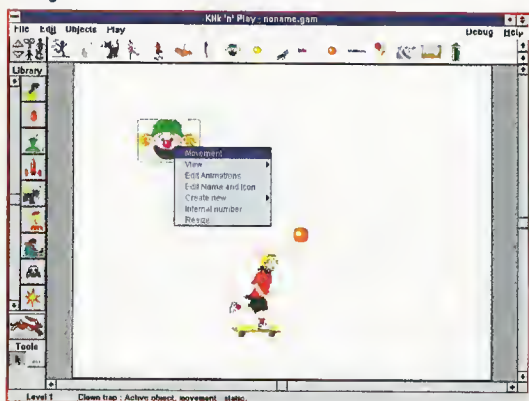 Klik 'n' Play - noname.gam
File Edit Objects Play Debug Help
Library
Movement
View
Edit Animations
Edit Name and Icon
Create new
Internal number
Resize
Tools
Level 1 Clown trap : Active object, movement : static.